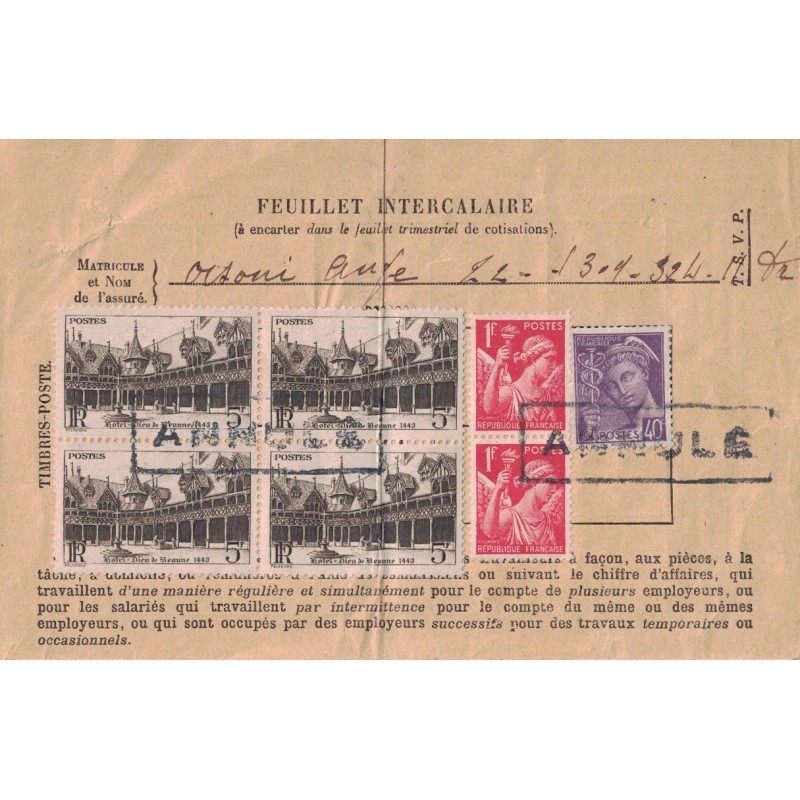 FEUILLET INTERCALAIRE
(à encarter dans le feuillet trimestriel de cotisations).
MATRICULE
et NOM
de l'assuré.
T. S. V. P.
TIMBRES-POSTE.
POSTES
RF
Hôtel-Dieu de Beaune 1443
5F
POSTES
RF
Hôtel-Dieu de Beaune 1443
5F
1F
POSTES
RÉPUBLIQUE FRANÇAISE
RÉPUBLIQUE
FRANÇAISE
POSTES
40c
POSTES
RF
Hôtel-Dieu de Beaune 1443
5F
POSTES
RF
Hôtel-Dieu de Beaune 1443
5F
1F
POSTES
RÉPUBLIQUE FRANÇAISE
ANNULÉ
ANNULÉ
à façon, aux pièces, à la
tâche, à domicile, ou suivant le chiffre d'affaires, qui
travaillent d'une manière régulière et simultanément pour le compte de plusieurs employeurs, ou
pour les salariés qui travaillent par intermittence pour le compte du même ou des mêmes
employeurs, ou qui sont occupés par des employeurs successifs pour des travaux temporaires ou
occasionnels.